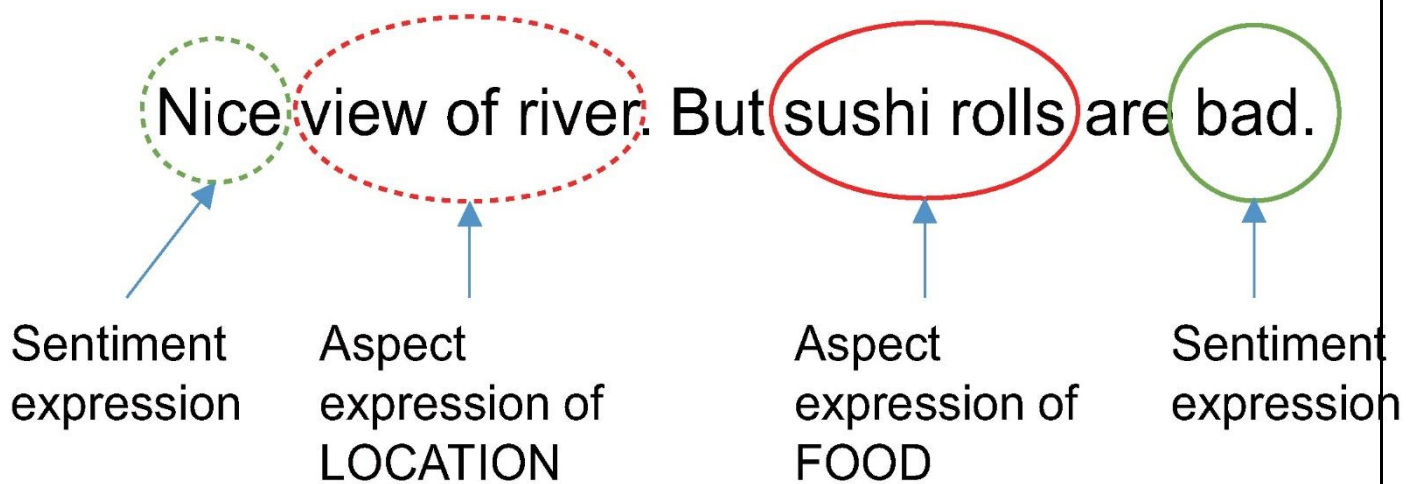 Nice view of river. But sushi rolls are bad.
Sentiment
expression
Aspect
expression of
LOCATION
Aspect
expression of
FOOD
Sentiment
expression